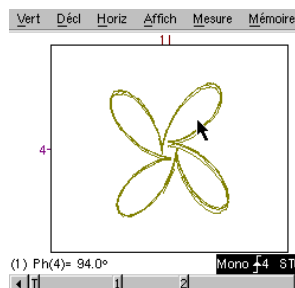 Vert Décl Horiz Affich Mesure Mémoire
1
4
(1) Ph(4)= 94.0° Mono 4 ST
T 1 2